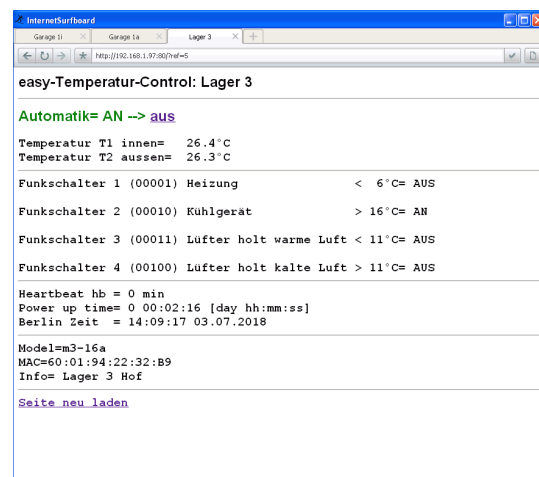 InternetSurfboard
Garage 1i
Garage 1a
Lager 3
http://192.168.1.97:80/?ref=5
easy-Temperatur-Control: Lager 3
Automatik= AN --> aus
Temperatur T1 innen= 26.4°C
Temperatur T2 aussen= 26.3°C
Funkschalter 1 (00001) Heizung < 6°C= AUS
Funkschalter 2 (00010) Kühlgerät > 16°C= AN
Funkschalter 3 (00011) Lüfter holt warme Luft < 11°C= AUS
Funkschalter 4 (00100) Lüfter holt kalte Luft > 11°C= AUS
Heartbeat hb = 0 min
Power up time= 0 00:02:16 [day hh:mm:ss]
Berlin Zeit = 14:09:17 03.07.2018
Model=m3-16a
MAC=60:01:94:22:32:B9
Info= Lager 3 Hof
Seite neu laden